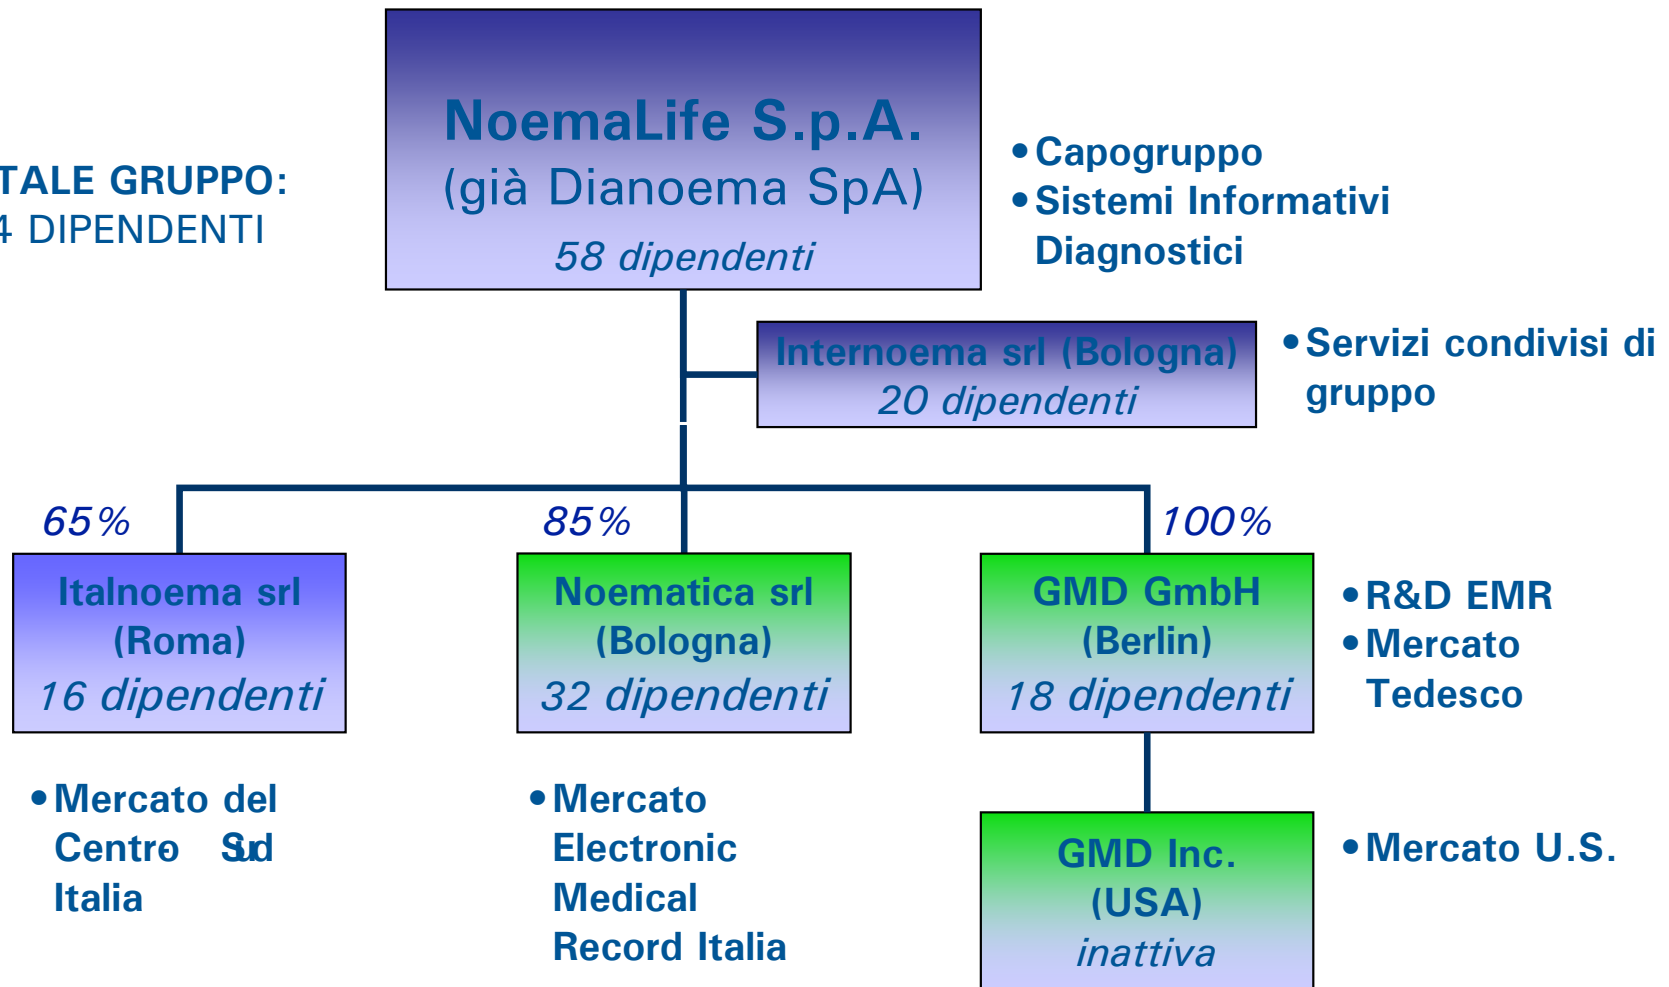 NoemaLife S.p.A.
(già Dianoema SpA)
58 dipendenti
TALE GRUPPO:
4 DIPENDENTI
•Capogruppo
•Sistemi Informativi
Diagnostici
Internoema srl (Bologna)
20 dipendenti
•Servizi condivisi di
gruppo
65%
85%
100%
Italnoema srl
(Roma)
16 dipendenti
Noematica srl
(Bologna)
32 dipendenti
GMD GmbH
(Berlin)
18 dipendenti
•R&D EMR
•Mercato
Tedesco
•Mercato del
Centro Sud
Italia
•Mercato
Electronic
Medical
Record Italia
GMD Inc.
(USA)
inattiva
•Mercato U.S.